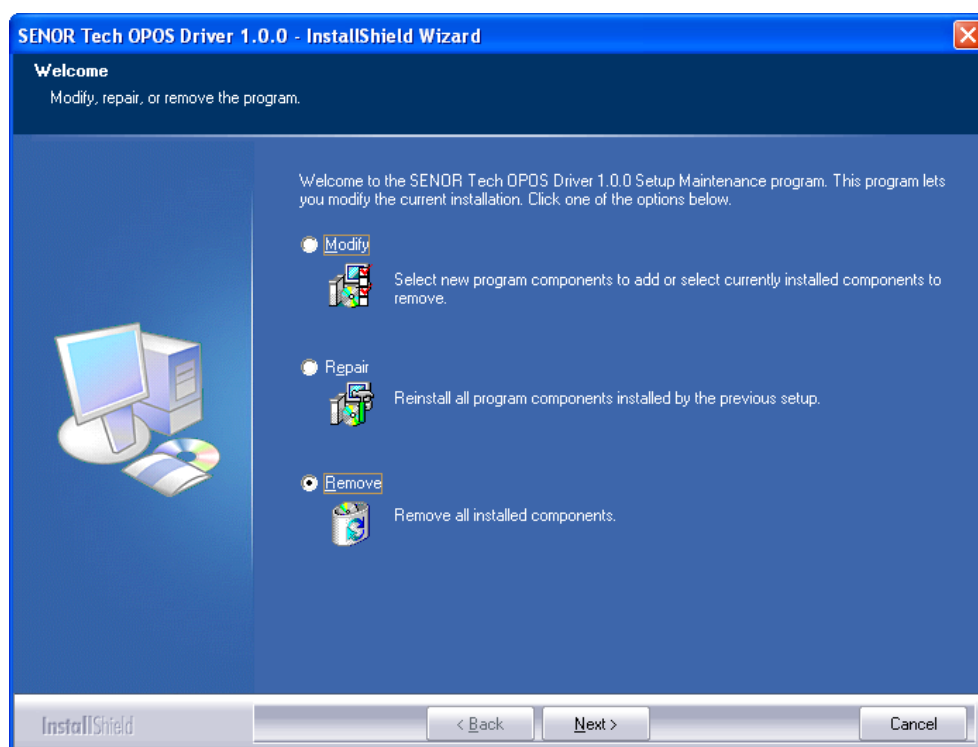 SENOR Tech OPOS Driver 1.0.0 - InstallShield Wizard
Welcome
Modify, repair, or remove the program.
Welcome to the SENOR Tech OPOS Driver 1.0.0 Setup Maintenance program. This program lets
you modify the current installation. Click one of the options below.
Modify
Select new program components to add or select currently installed components to
remove.
Repair
Reinstall all program components installed by the previous setup.
Remove
Remove all installed components.
InstallShield
< Back
Next >
Cancel